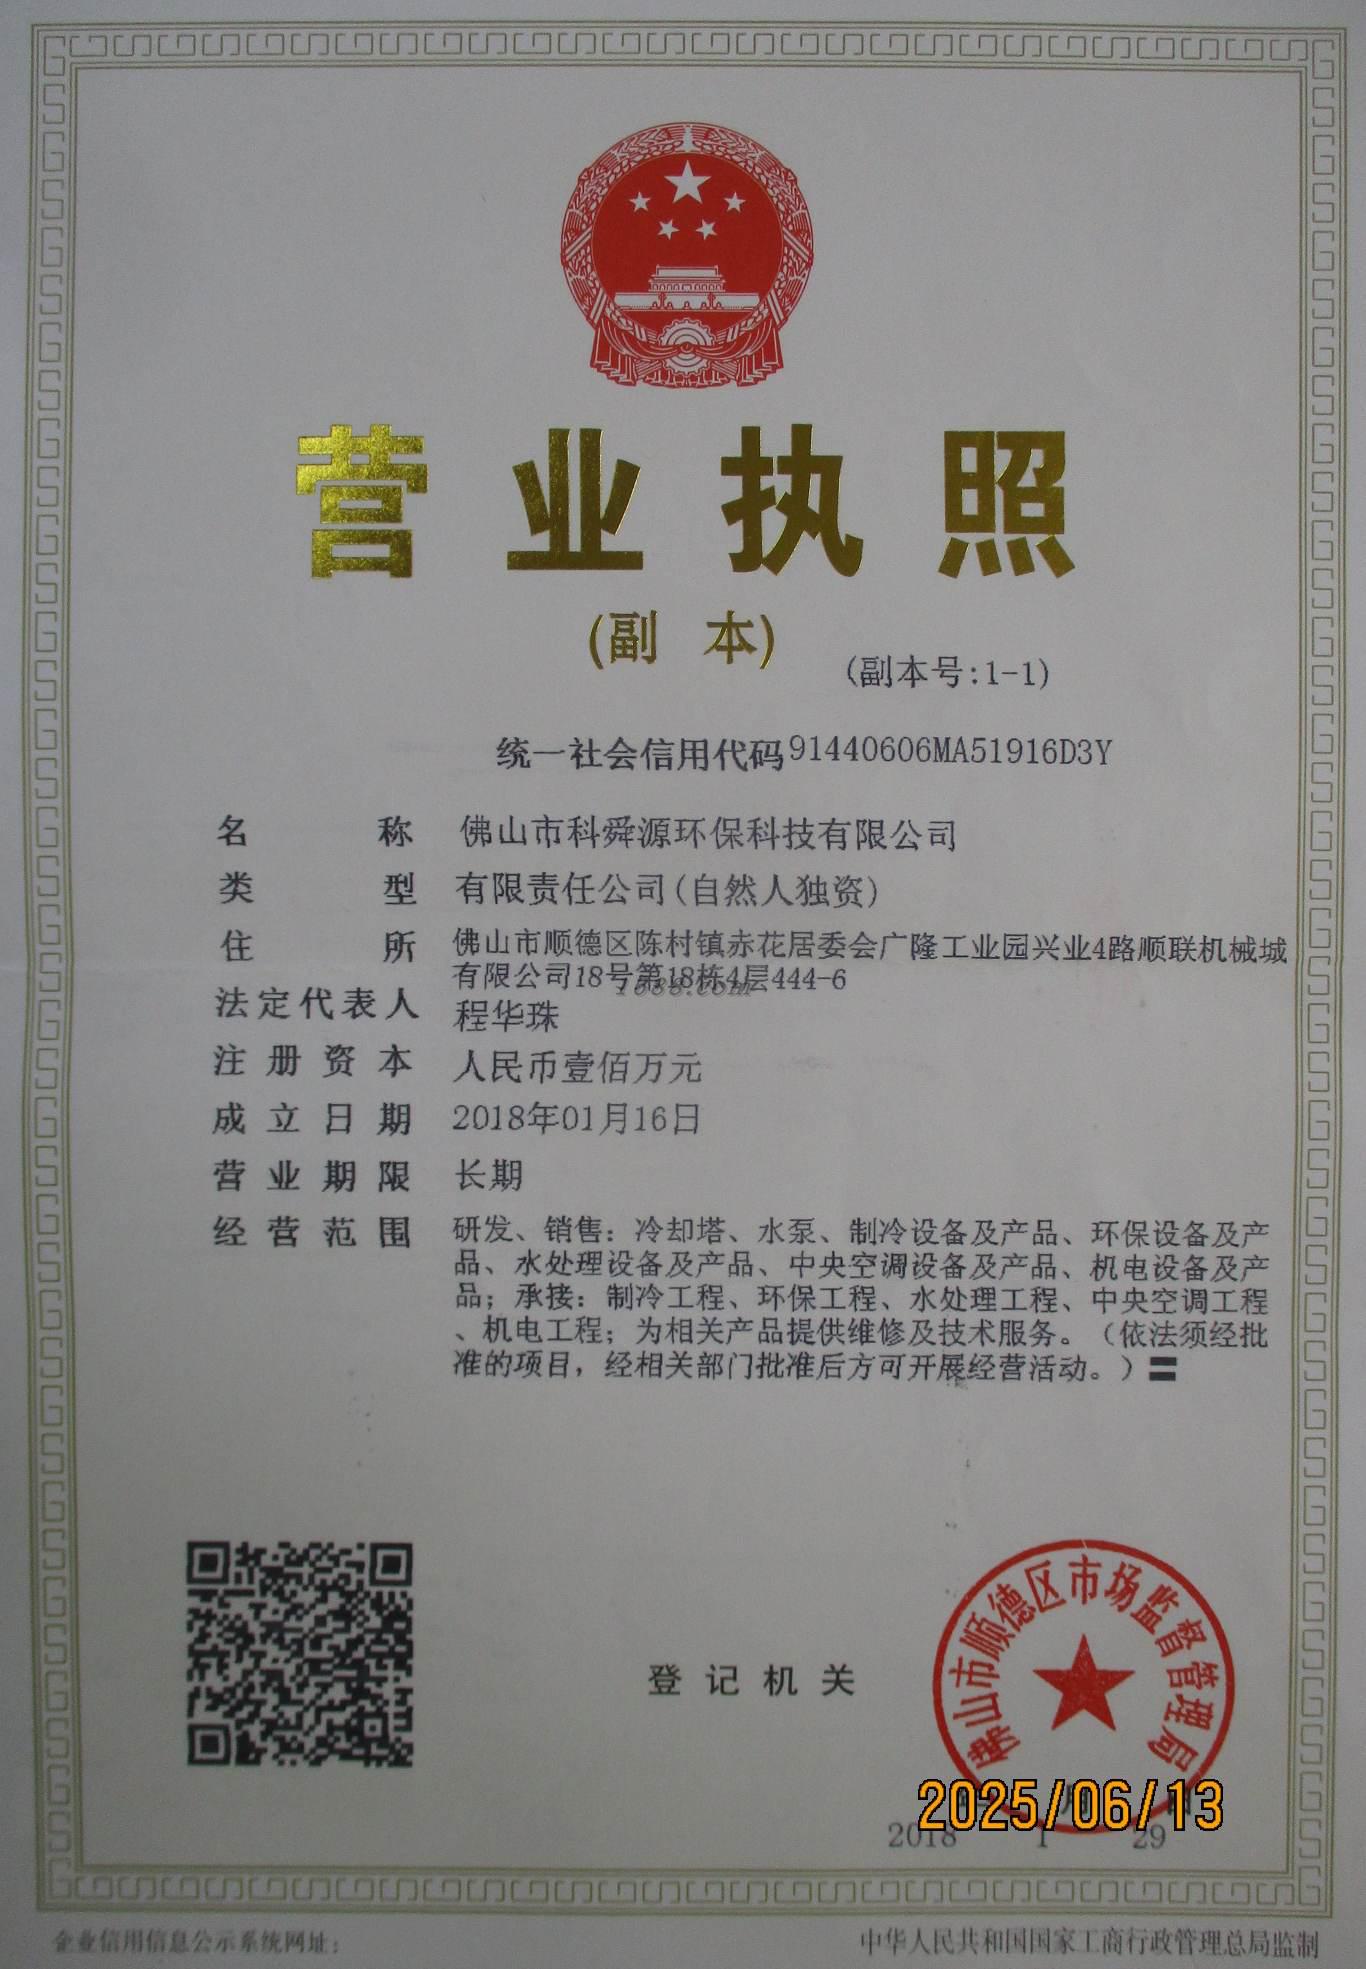 营业执照
(副 本)
(副本号:1-1)
统一社会信用代码91440606MA51916D3Y
名 称 佛山市科舜源环保科技有限公司
类 型 有限责任公司(自然人独资)
住 所 佛山市顺德区陈村镇赤花居委会广隆工业园兴业4路顺联机械城
有限公司18号第18栋4层444-6
1688.com
法定代表人 程华珠
注册资本 人民币壹佰万元
成立日期 2018年01月16日
营业期限 长期
经营范围 研发、销售：冷却塔、水泵、制冷设备及产品、环保设备及产
品、水处理设备及产品、中央空调设备及产品、机电设备及产
品；承接：制冷工程、环保工程、水处理工程、中央空调工程
、机电工程；为相关产品提供维修及技术服务。（依法须经批
准的项目，经相关部门批准后方可开展经营活动。）〓
登记机关
佛山市顺德区市场监督管理局
2025/06/13
2018 1 29
企业信用信息公示系统网址：
中华人民共和国国家工商行政管理总局监制